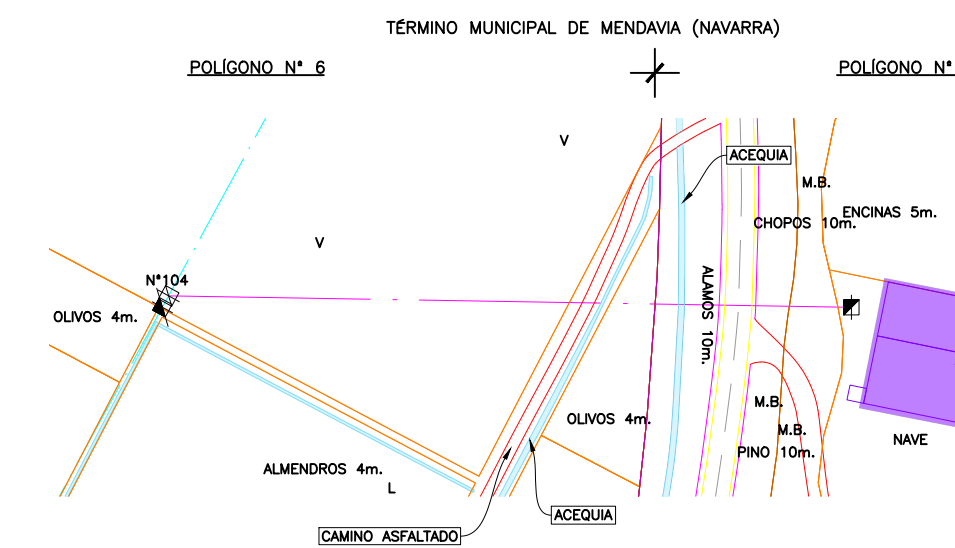 TÉRMINO MUNICIPAL DE MENDAVIA (NAVARRA)
POLÍGONO Nº 6
POLÍGONO Nº
V
ACEQUIA
M.B.
ENCINAS 5m.
CHOPOS 10m.
V
Nº104
ALAMOS 10m.
OLIVOS 4m.
M.B.
OLIVOS 4m.
M.B.
NAVE
PINO 10m.
ALMENDROS 4m.
L
ACEQUIA
CAMINO ASFALTADO